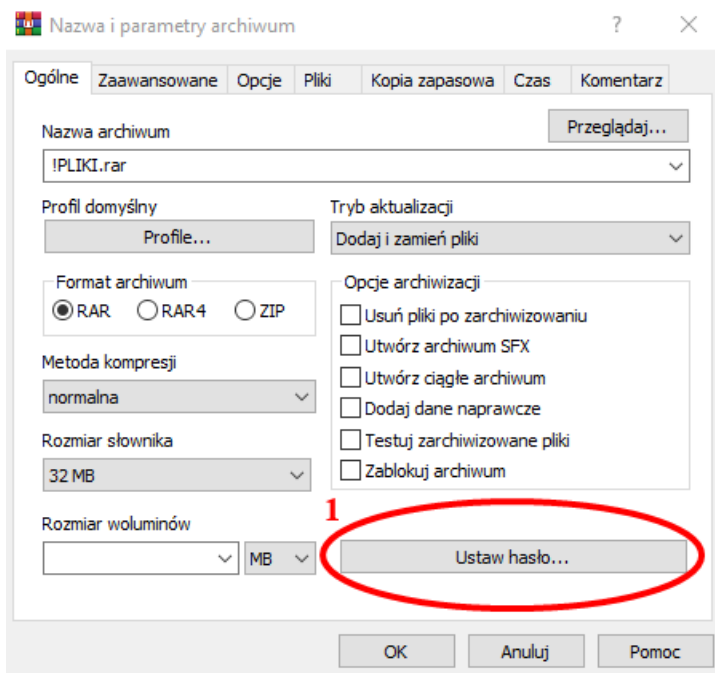 Nazwa i parametry archiwum
Ogólne Zaawansowane Opcje Pliki Kopia zapasowa Czas Komentarz
Nazwa archiwum
Przeglądaj...
!PLIKI.rar
Profil domyślny
Profile...
Tryb aktualizacji
Dodaj i zamień pliki
Format archiwum
RAR RAR4 ZIP
Metoda kompresji
normalna
Rozmiar słownika
32 MB
Rozmiar woluminów
MB
Opcje archiwizacji
Usuń pliki po zarchiwizowaniu
Utwórz archiwum SFX
Utwórz ciągłe archiwum
Dodaj dane naprawcze
Testuj zarchiwizowane pliki
Zablokuj archiwum
1
Ustaw hasło...
OK Anuluj Pomoc